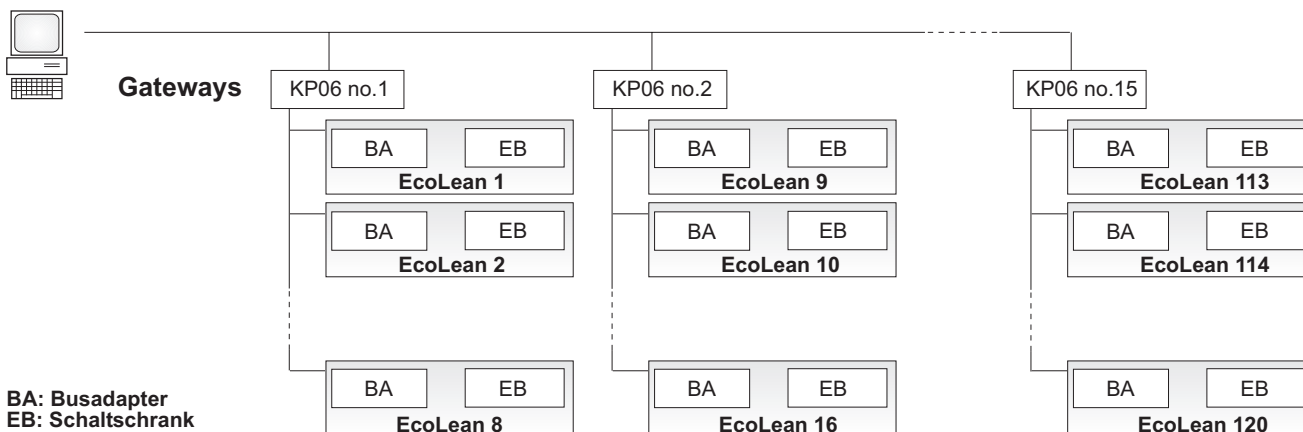 Gateways
KP06 no.1
KP06 no.2
KP06 no.15
BA EB
EcoLean 1
BA EB
EcoLean 9
BA EB
EcoLean 113
BA EB
EcoLean 2
BA EB
EcoLean 10
BA EB
EcoLean 114
BA EB
EcoLean 8
BA EB
EcoLean 16
BA EB
EcoLean 120
BA: Busadapter
EB: Schaltschrank